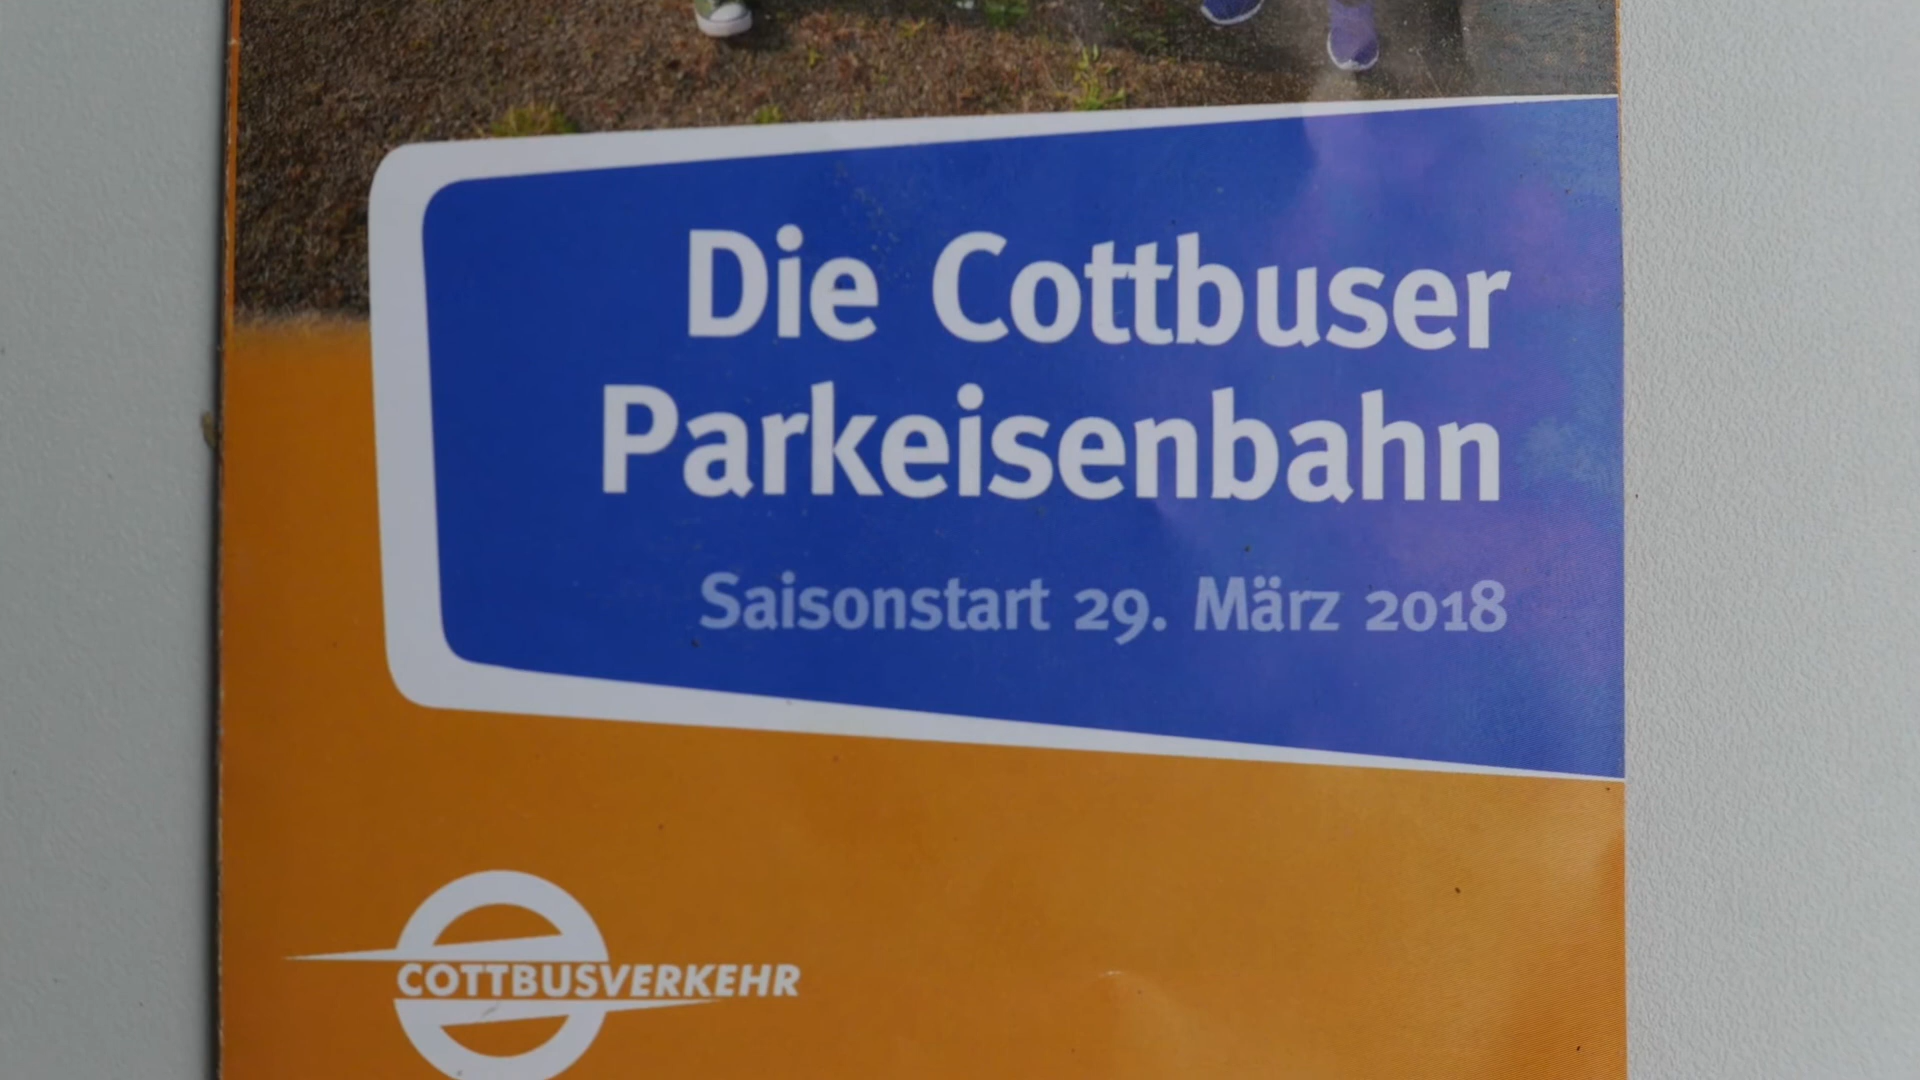 Die Cottbuser
Parkeisenbahn
Saisonstart 29. März 2018
COTTBUSVERKEHR